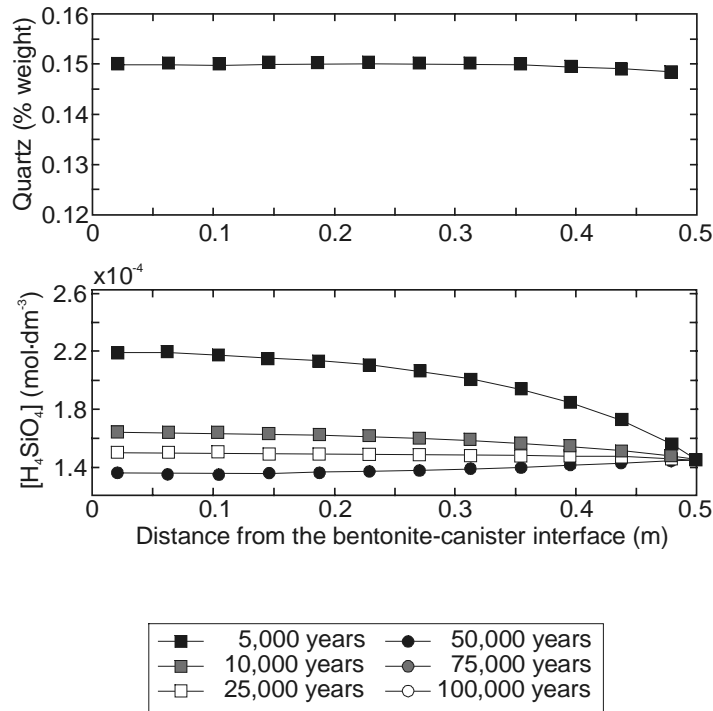 0.16
0.15
0.14
0.13
0.12
Quartz (% weight)
0 0.1 0.2 0.3 0.4 0.5
x10⁻⁴
2.6
2.2
1.8
1.4
[H₄SiO₄] (mol·dm⁻³)
0 0.1 0.2 0.3 0.4 0.5
Distance from the bentonite-canister interface (m)
5,000 years 50,000 years
10,000 years 75,000 years
25,000 years 100,000 years